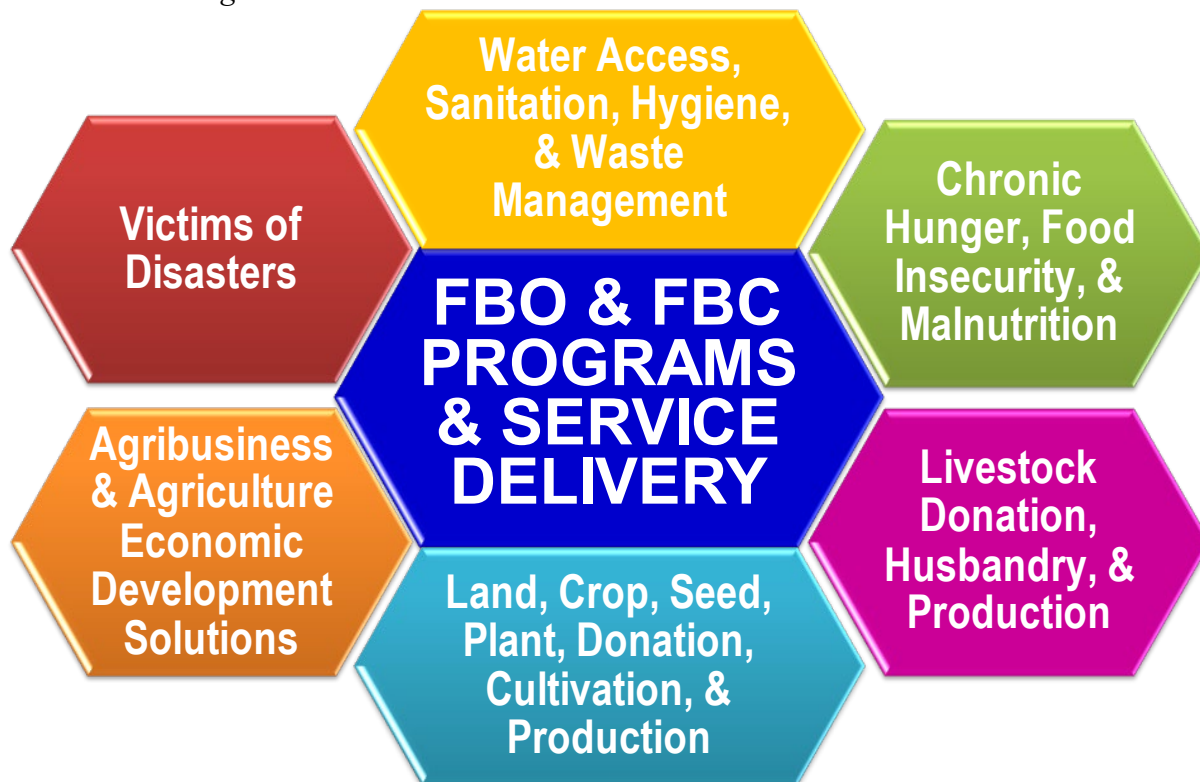 Water Access,
Sanitation, Hygiene,
& Waste
Management
Victims of
Disasters
Chronic
Hunger, Food
Insecurity, &
Malnutrition
FBO & FBC
PROGRAMS
& SERVICE
DELIVERY
Agribusiness
& Agriculture
Economic
Development
Solutions
Livestock
Donation,
Husbandry, &
Production
Land, Crop, Seed,
Plant, Donation,
Cultivation, &
Production